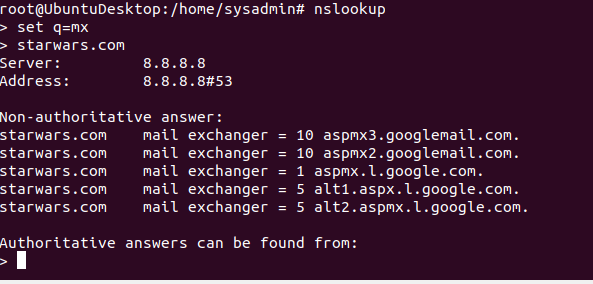 root@UbuntuDesktop:/home/sysadmin# nslookup
> set q=mx
> starwars.com
Server:         8.8.8.8
Address:        8.8.8.8#53

Non-authoritative answer:
starwars.com    mail exchanger = 10 aspmx3.googlemail.com.
starwars.com    mail exchanger = 10 aspmx2.googlemail.com.
starwars.com    mail exchanger = 1 aspmx.l.google.com.
starwars.com    mail exchanger = 5 alt1.aspx.l.google.com.
starwars.com    mail exchanger = 5 alt2.aspmx.l.google.com.

Authoritative answers can be found from:
>